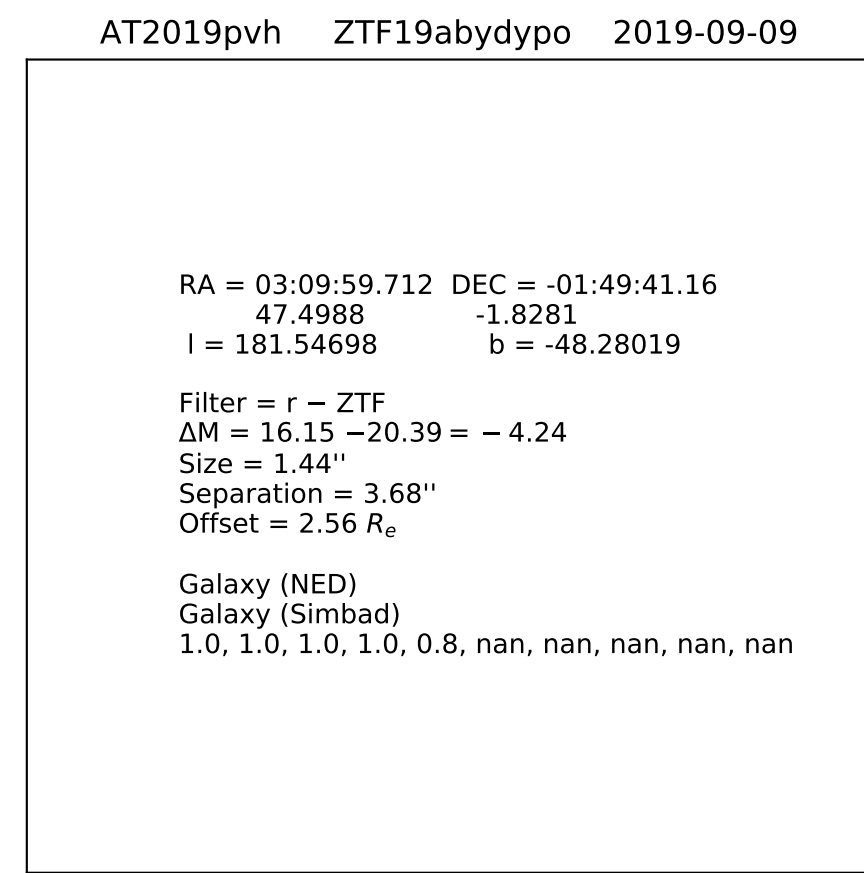 AT2019pvh ZTF19abydypo 2019-09-09
RA = 03:09:59.712 DEC = -01:49:41.16
47.4988 -1.8281
l = 181.54698 b = -48.28019
Filter = r − ZTF
ΔM = 16.15 −20.39 = − 4.24
Size = 1.44''
Separation = 3.68''
Offset = 2.56 Rₑ
Galaxy (NED)
Galaxy (Simbad)
1.0, 1.0, 1.0, 1.0, 0.8, nan, nan, nan, nan, nan